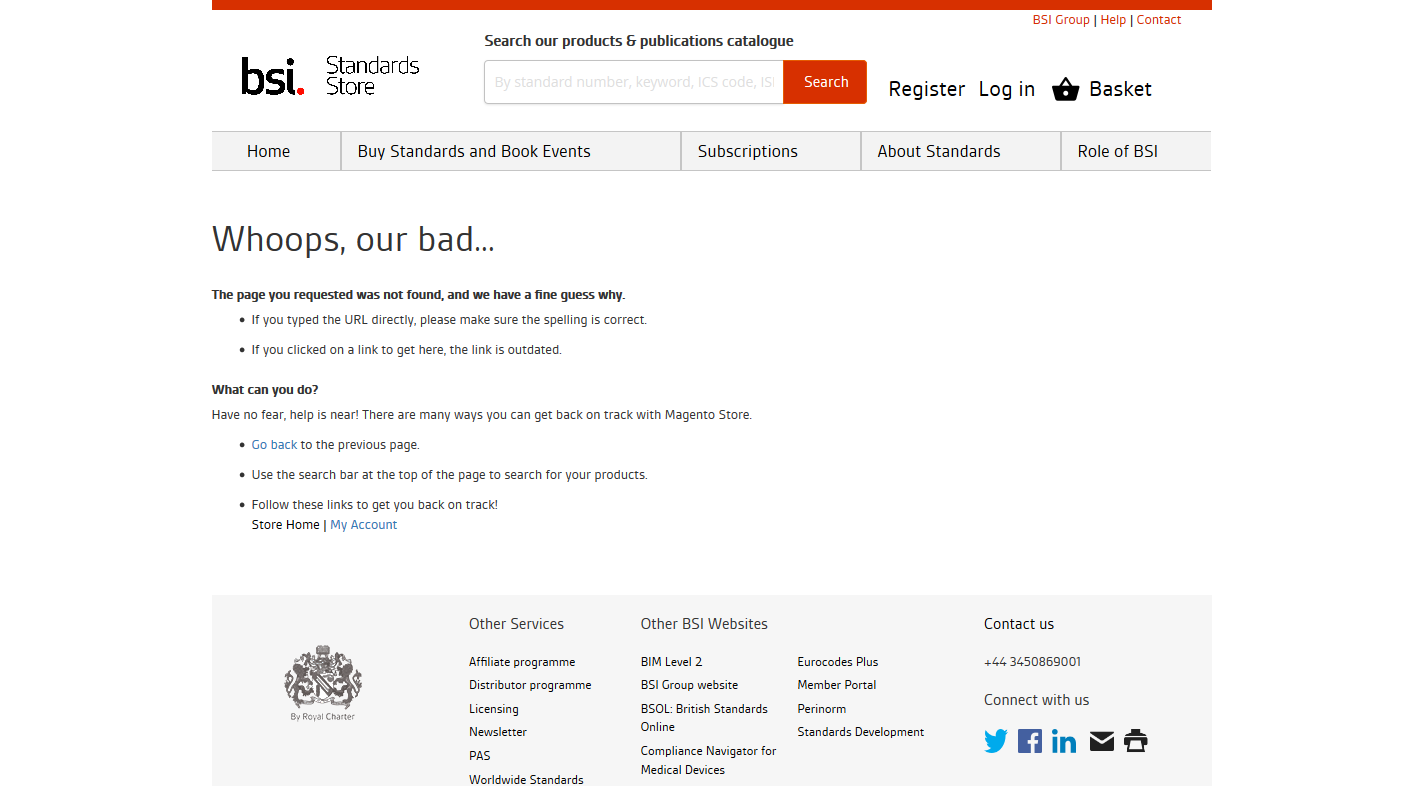 BSI Group | Help | Contact
Search our products & publications catalogue
bsi. Standards Store
By standard number, keyword, ICS code, ISI
Search
Register Log in Basket
Home
Buy Standards and Book Events
Subscriptions
About Standards
Role of BSI
Whoops, our bad...
The page you requested was not found, and we have a fine guess why.
• If you typed the URL directly, please make sure the spelling is correct.
• If you clicked on a link to get here, the link is outdated.
What can you do?
Have no fear, help is near! There are many ways you can get back on track with Magento Store.
• Go back to the previous page.
• Use the search bar at the top of the page to search for your products.
• Follow these links to get you back on track!
Store Home | My Account
By Royal Charter
Other Services
Affiliate programme
Distributor programme
Licensing
Newsletter
PAS
Worldwide Standards
Other BSI Websites
BIM Level 2
BSI Group website
BSOL: British Standards
Online
Compliance Navigator for
Medical Devices
Eurocodes Plus
Member Portal
Perinorm
Standards Development
Contact us
+44 3450869001
Connect with us